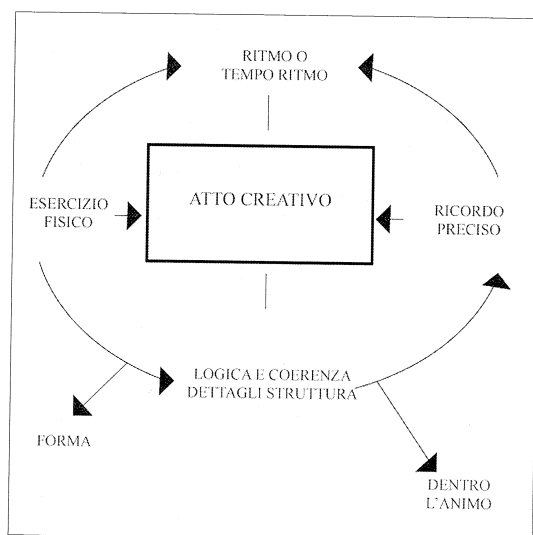 RITMO O
TEMPO RITMO
ATTO CREATIVO
ESERCIZIO
FISICO
RICORDO
PRECISO
LOGICA E COERENZA
DETTAGLI STRUTTURA
FORMA
DENTRO
L'ANIMO